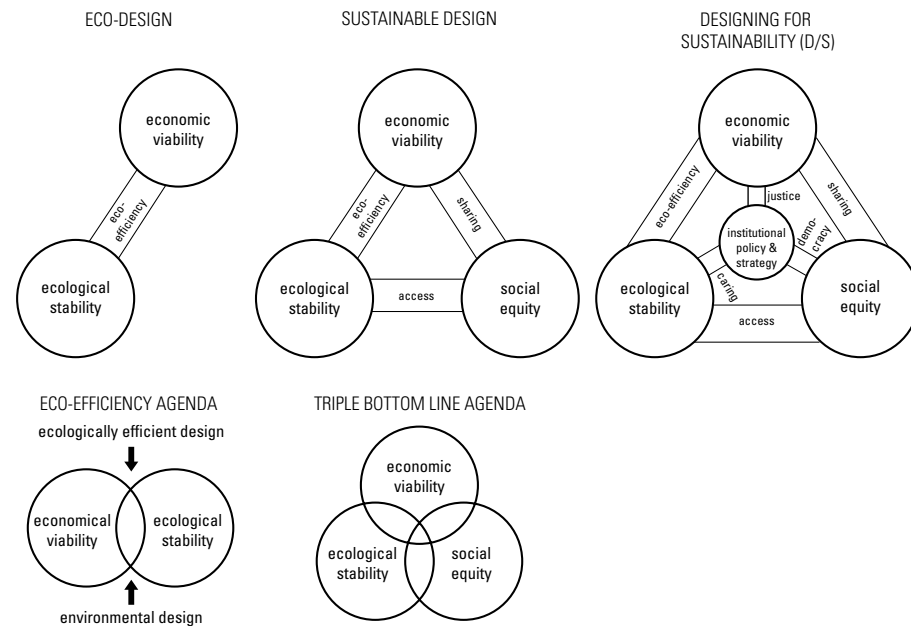 ECO-DESIGN
economic
viability
eco-
efficiency
ecological
stability
SUSTAINABLE DESIGN
economic
viability
eco-
efficiency
sharing
ecological
stability
access
social
equity
DESIGNING FOR
SUSTAINABILITY (D/S)
economic
viability
eco-efficiency
justice
sharing
institutional
policy &
strategy
demo-
cracy
caring
ecological
stability
access
social
equity
ECO-EFFICIENCY AGENDA
ecologically efficient design
economical
viability
ecological
stability
environmental design
TRIPLE BOTTOM LINE AGENDA
economic
viability
ecological
stability
social
equity